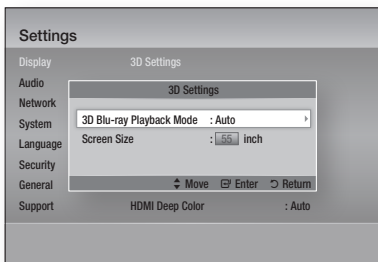 Settings
Display 3D Settings
Audio
Network
System
Language
Security
General
Support HDMI Deep Color : Auto
3D Settings
3D Blu-ray Playback Mode : Auto
Screen Size : 55 inch
Move Enter Return